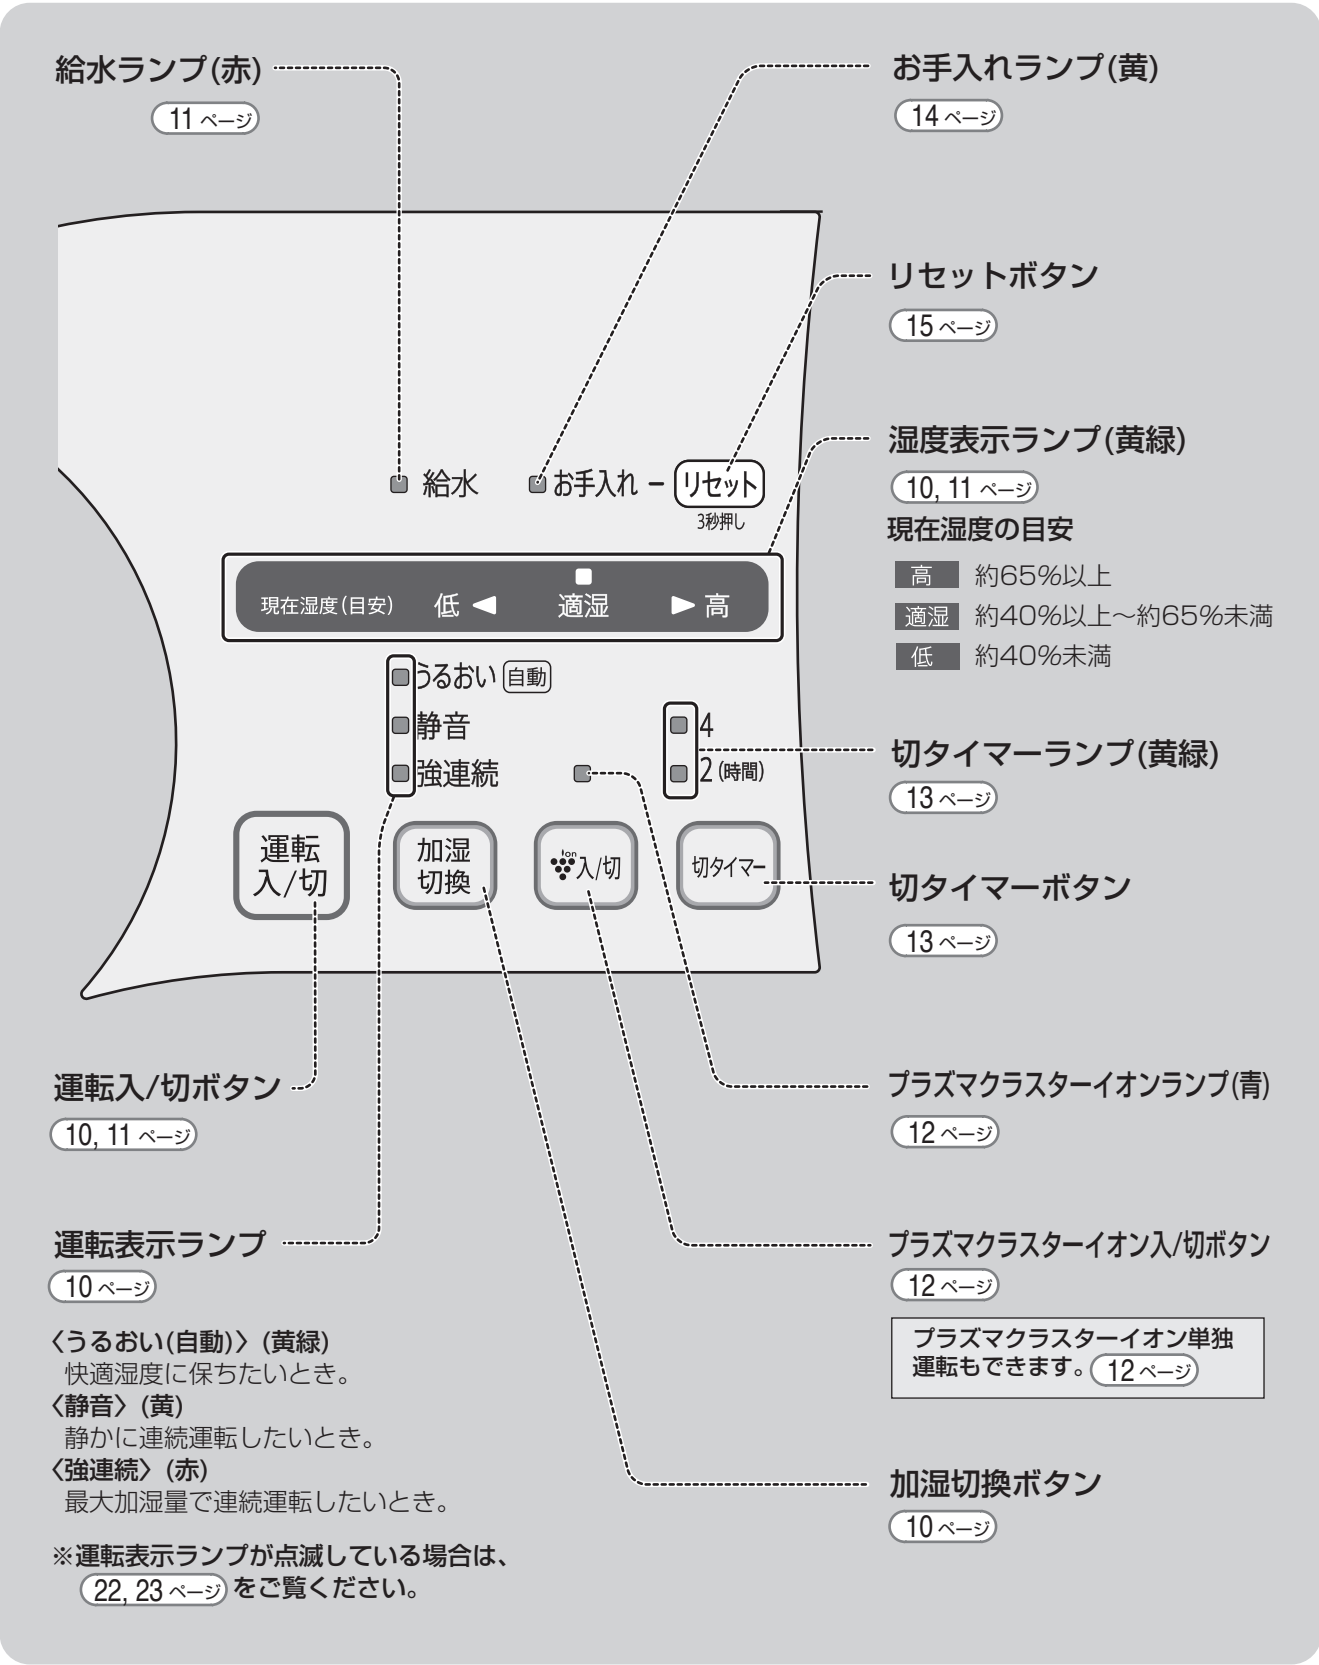 給水ランプ(赤)
11 ページ
お手入れランプ(黄)
14 ページ
リセットボタン
15 ページ
湿度表示ランプ(黄緑)
10, 11 ページ
現在湿度の目安
高 約65%以上
適湿 約40%以上～約65%未満
低 約40%未満
給水 お手入れ − リセット
3秒押し
現在湿度(目安) 低 ◀ 適湿 ▶ 高
うるおい 自動
静音 4
強連続 2(時間)
運転
入/切
加湿
切換
ion
入/切
切タイマー
切タイマーランプ(黄緑)
13 ページ
切タイマーボタン
13 ページ
運転入/切ボタン
10, 11 ページ
プラズマクラスターイオンランプ(青)
12 ページ
運転表示ランプ
10 ページ
〈うるおい(自動)〉(黄緑)
快適湿度に保ちたいとき。
〈静音〉(黄)
静かに連続運転したいとき。
〈強連続〉(赤)
最大加湿量で連続運転したいとき。
※運転表示ランプが点滅している場合は、
22, 23 ページ をご覧ください。
プラズマクラスターイオン入/切ボタン
12 ページ
プラズマクラスターイオン単独
運転もできます。 12 ページ
加湿切換ボタン
10 ページ